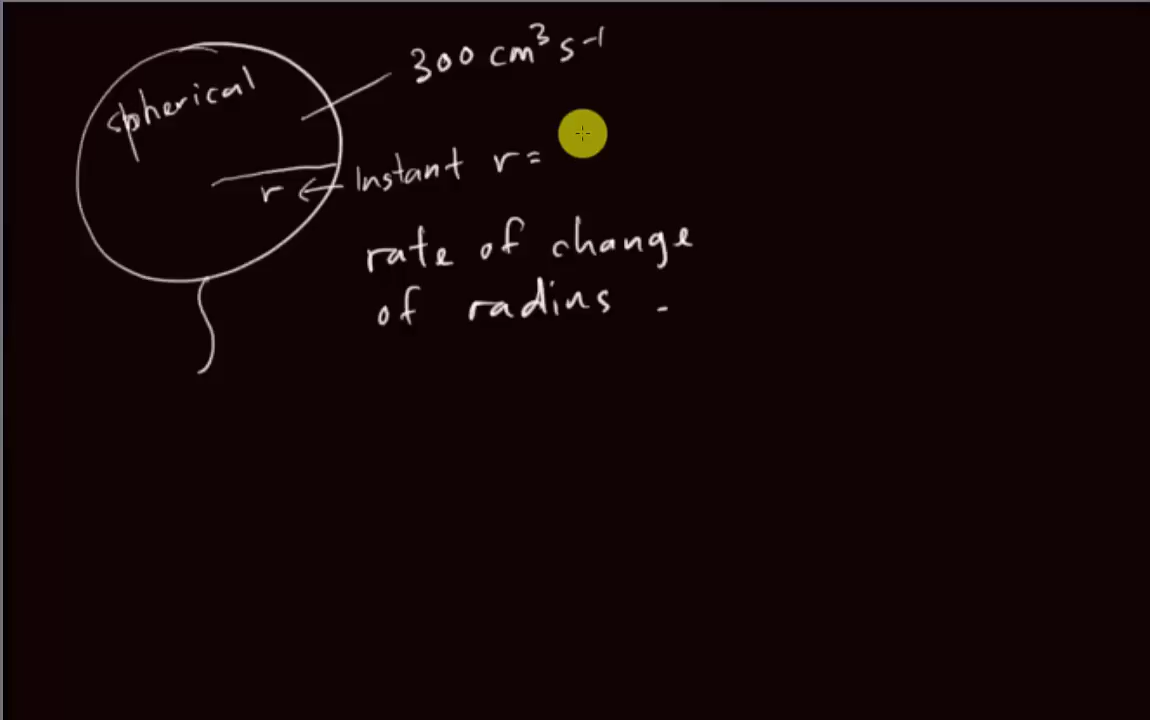 spherical
300 cm³ s⁻¹
r ← Instant r =
rate of change
of radius .